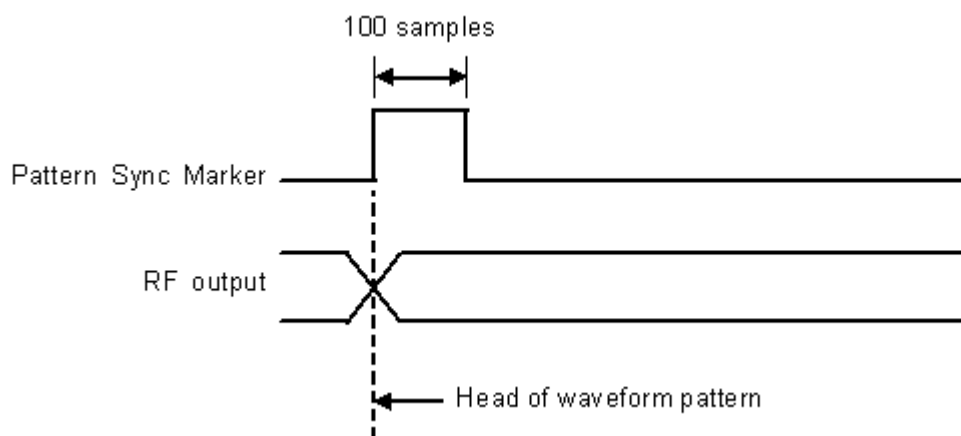 100 samples
Pattern Sync Marker
RF output
Head of waveform pattern